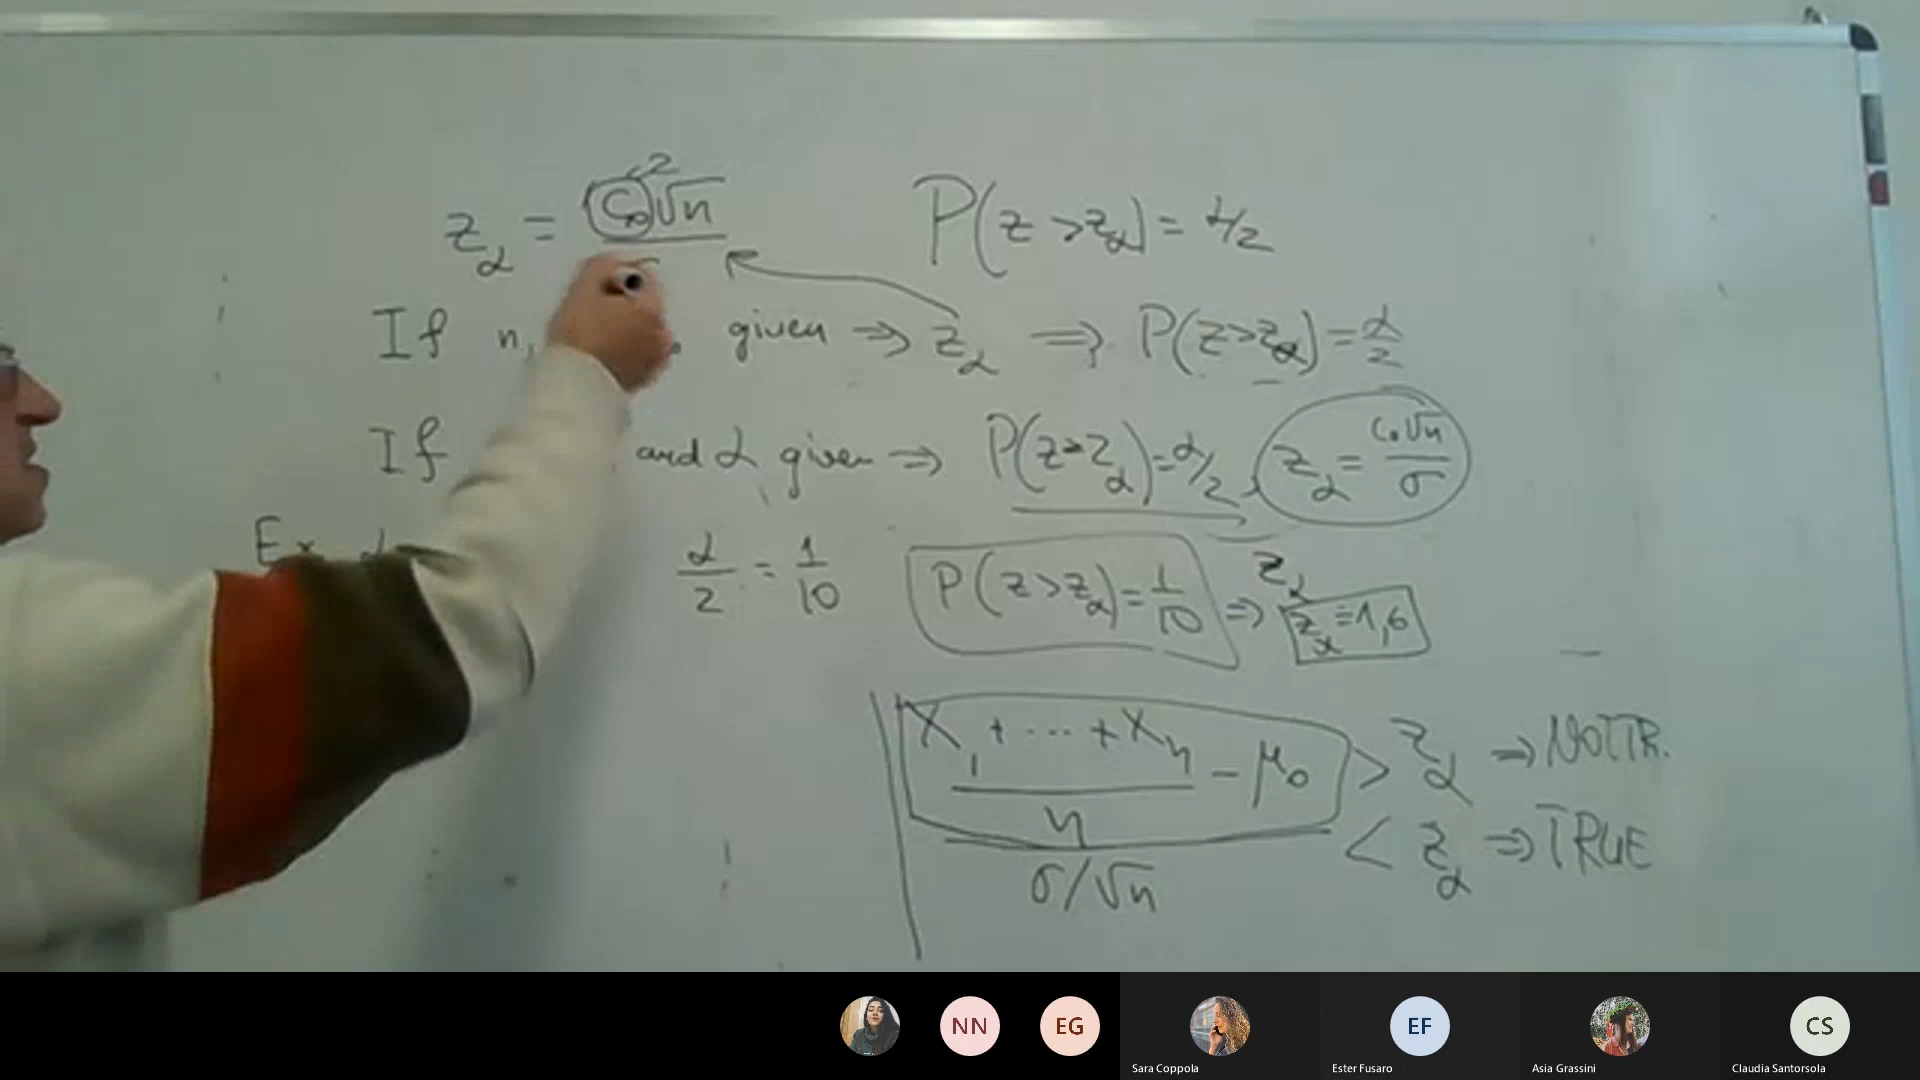 z_α = C₀√n / σ P(z > z_α) = α/2
If n, given ⇒ z_α ⇒ P(z > z_α) = α/2
If and α given ⇒ P(z > z_α) = α/2, z_α = C₀√n / σ
Ex α α/2 = 1/10 P(z > z_α) = 1/10 ⇒ z_α
z_α = 1,6
(X₁ + ... + X_n)/n - μ₀ > z_α ⇒ NOT TR.
σ/√n < z_α ⇒ TRUE
NN EG EF CS
Sara Coppola Ester Fusaro Asia Grassini Claudia Santorsola